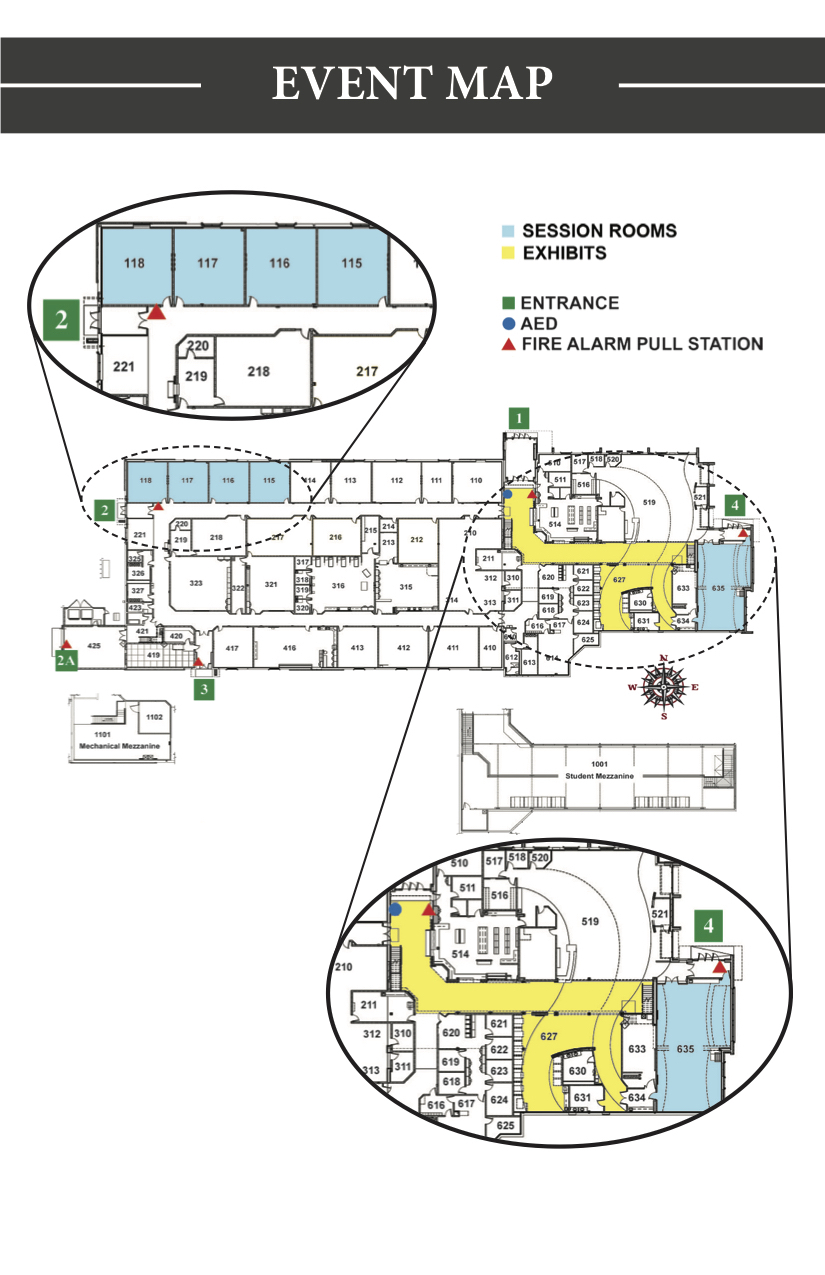 EVENT MAP
SESSION ROOMS
EXHIBITS
ENTRANCE
AED
FIRE ALARM PULL STATION
118 117 116 115
2
220
221 219 218 217
1
118 117 116 115 114 113 112 111 110
510 517 518 520
511 516
519
521
2
4
514
220 214
221 219 218 217 216 215 213 212 210
211
325 317
326 323 322 321 318 316 315 312 310
327 319
423 320 314 313 311
620 621
622
619 623
618
627 630 633 635
631 634
616 617 624
625
421 420
2A 425 419 417 416 413 412 411 410
610
612 613 614
3
N
W E
S
1102
1101
Mechanical Mezzanine
1001
Student Mezzanine
510 517 518 520
511 516
519
521
4
514
210
211
312 310
313 311
620 621
622
619 623
618
616 617 624
625
627
630 633 635
631 634